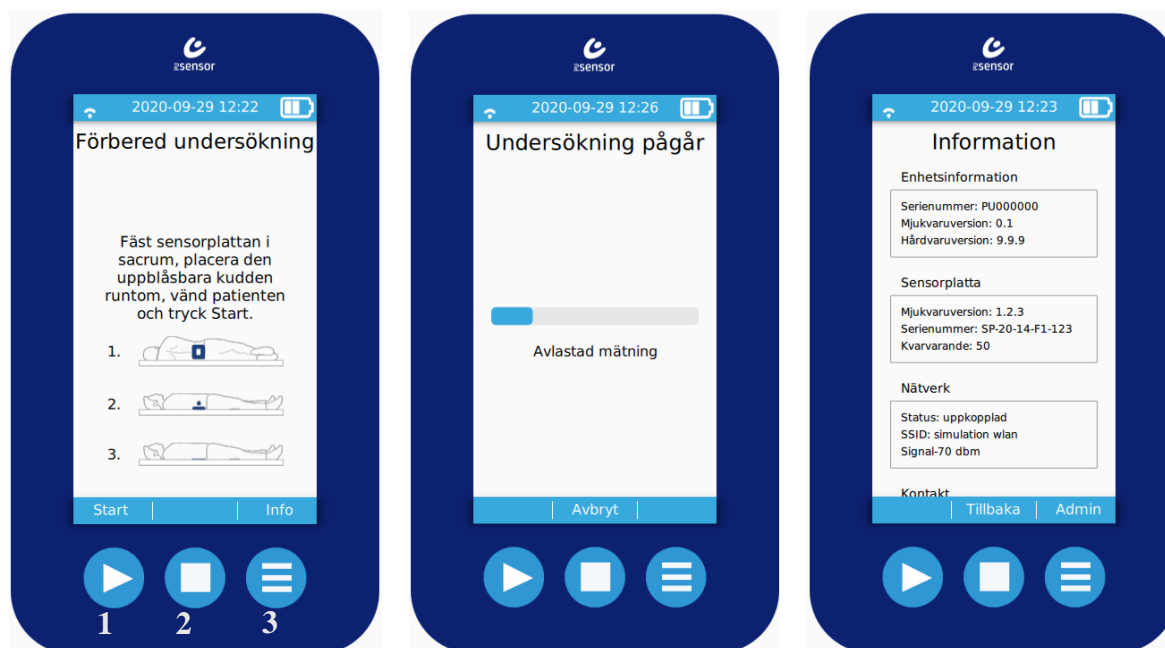 2sensor
2020-09-29 12:22
Förbered undersökning
Fäst sensorplattan i
sacrum, placera den
uppblåsbara kudden
runtom, vänd patienten
och tryck Start.
1.
2.
3.
Start
Info
1
2
3
2sensor
2020-09-29 12:26
Undersökning pågår
Avlastad mätning
Avbryt
2sensor
2020-09-29 12:23
Information
Enhetsinformation
Serienummer: PU000000
Mjukvaruversion: 0.1
Hårdvaruversion: 9.9.9
Sensorplatta
Mjukvaruversion: 1.2.3
Serienummer: SP-20-14-F1-123
Kvarvarande: 50
Nätverk
Status: uppkopplad
SSID: simulation wlan
Signal-70 dbm
Kontakt
Tillbaka
Admin